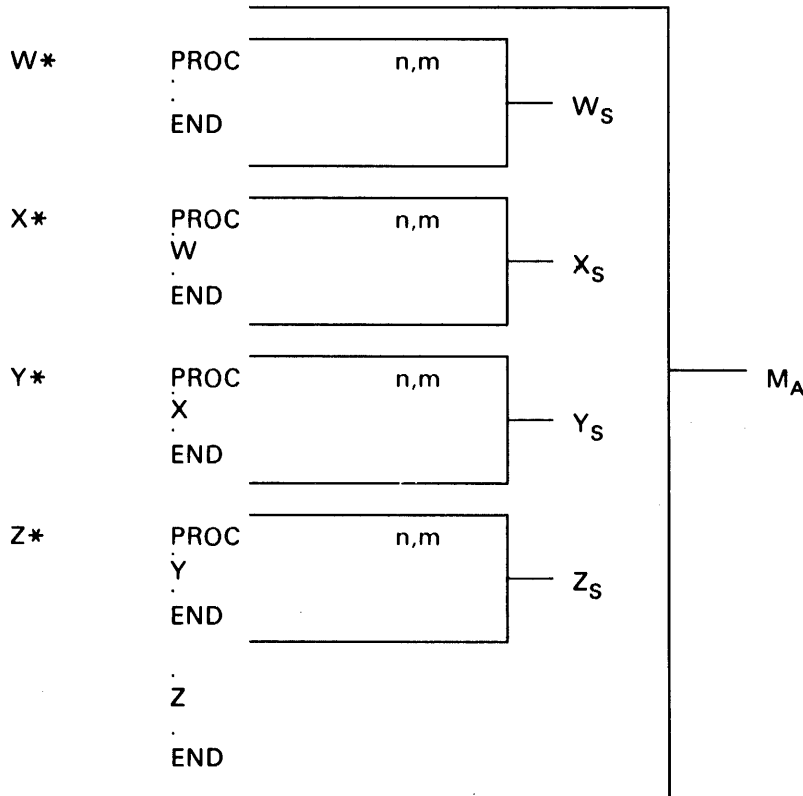 W* PROC n,m
.
. W_S
END
X* PROC n,m
.
W
. X_S
END
Y* PROC n,m
.
X M_A
. Y_S
END
Z* PROC n,m
.
Y
. Z_S
END
.
Z
.
END